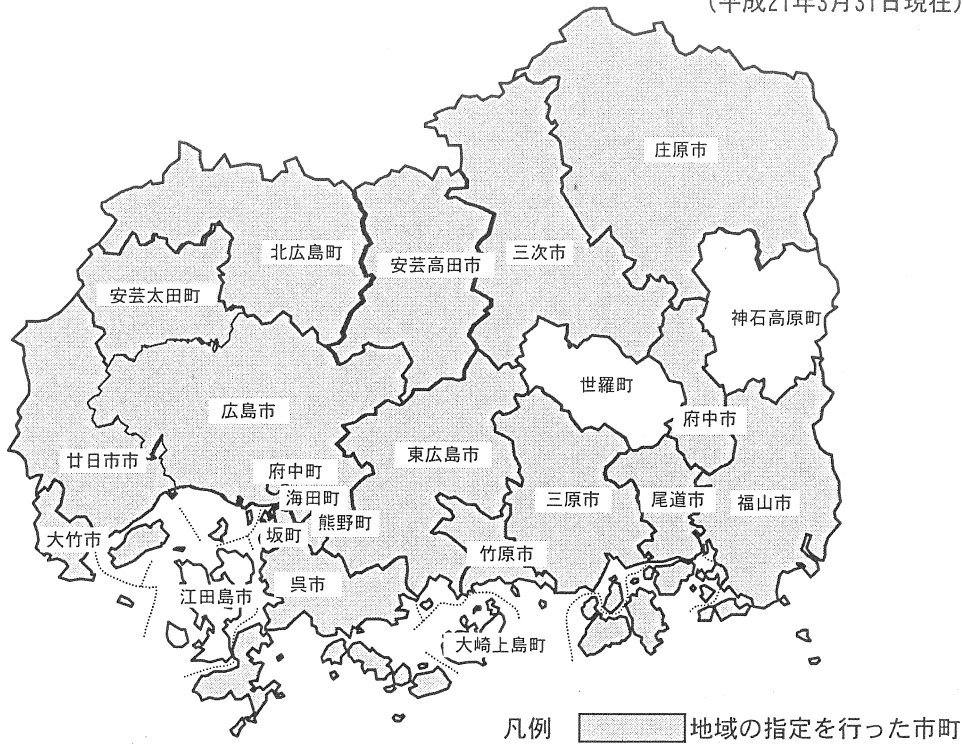 (平成21年3月31日現在)
庄原市
北広島町
安芸高田市
三次市
安芸太田町
神石高原町
世羅町
広島市
府中市
廿日市市
府中町
東広島市
海田町
三原市
尾道市
福山市
熊野町
坂町
大竹市
竹原市
呉市
江田島市
大崎上島町
凡例 地域の指定を行った市町